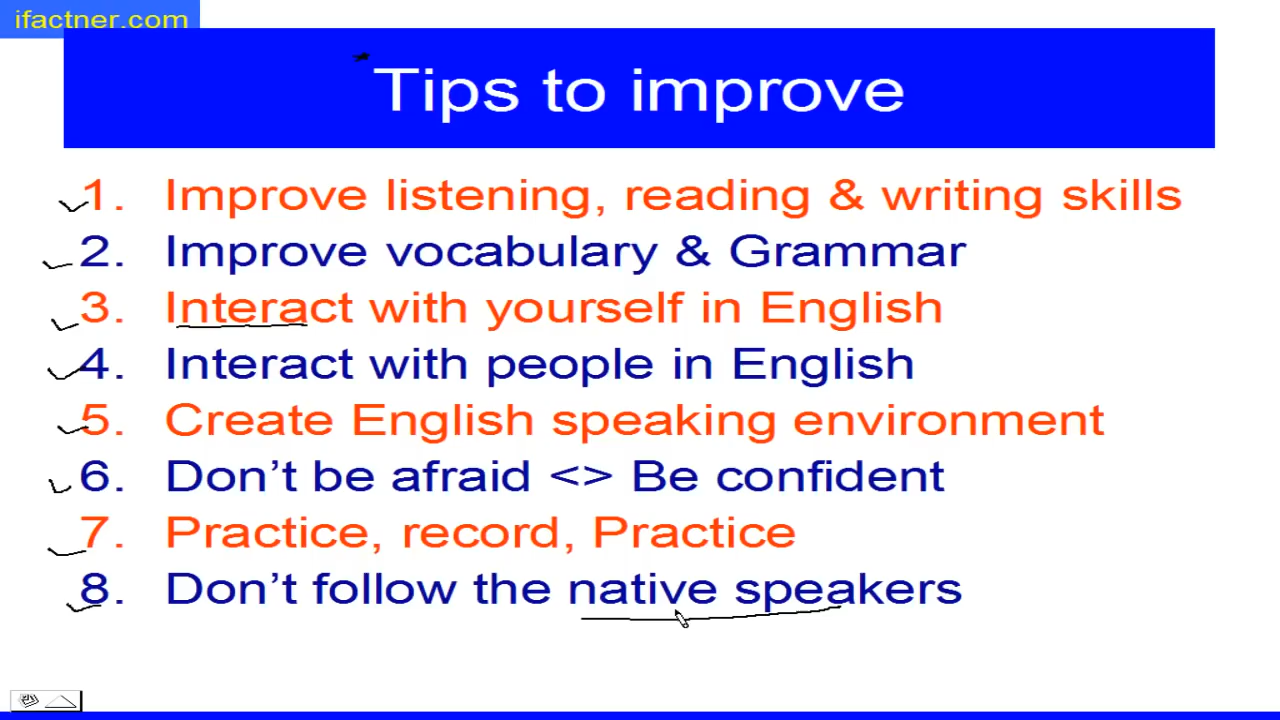 ifactner.com
Tips to improve
1. Improve listening, reading & writing skills
2. Improve vocabulary & Grammar
3. Interact with yourself in English
4. Interact with people in English
5. Create English speaking environment
6. Don’t be afraid <> Be confident
7. Practice, record, Practice
8. Don’t follow the native speakers